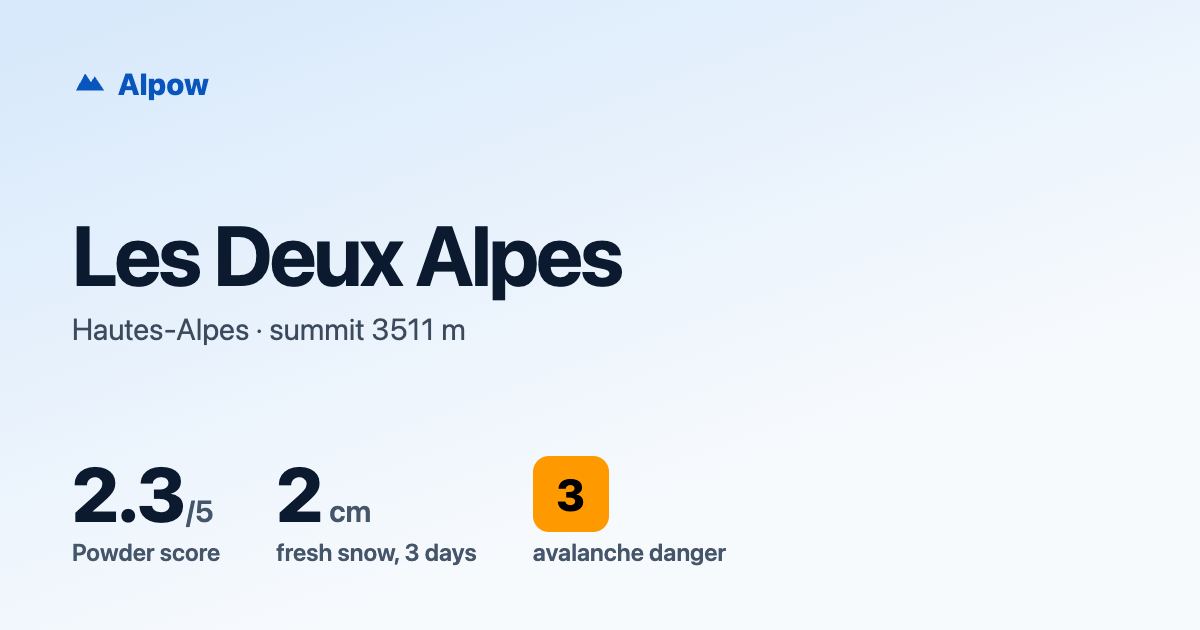 Alpow
Les Deux Alpes
Hautes-Alpes · summit 3511 m
2.3/5 2 cm 3
Powder score fresh snow, 3 days avalanche danger